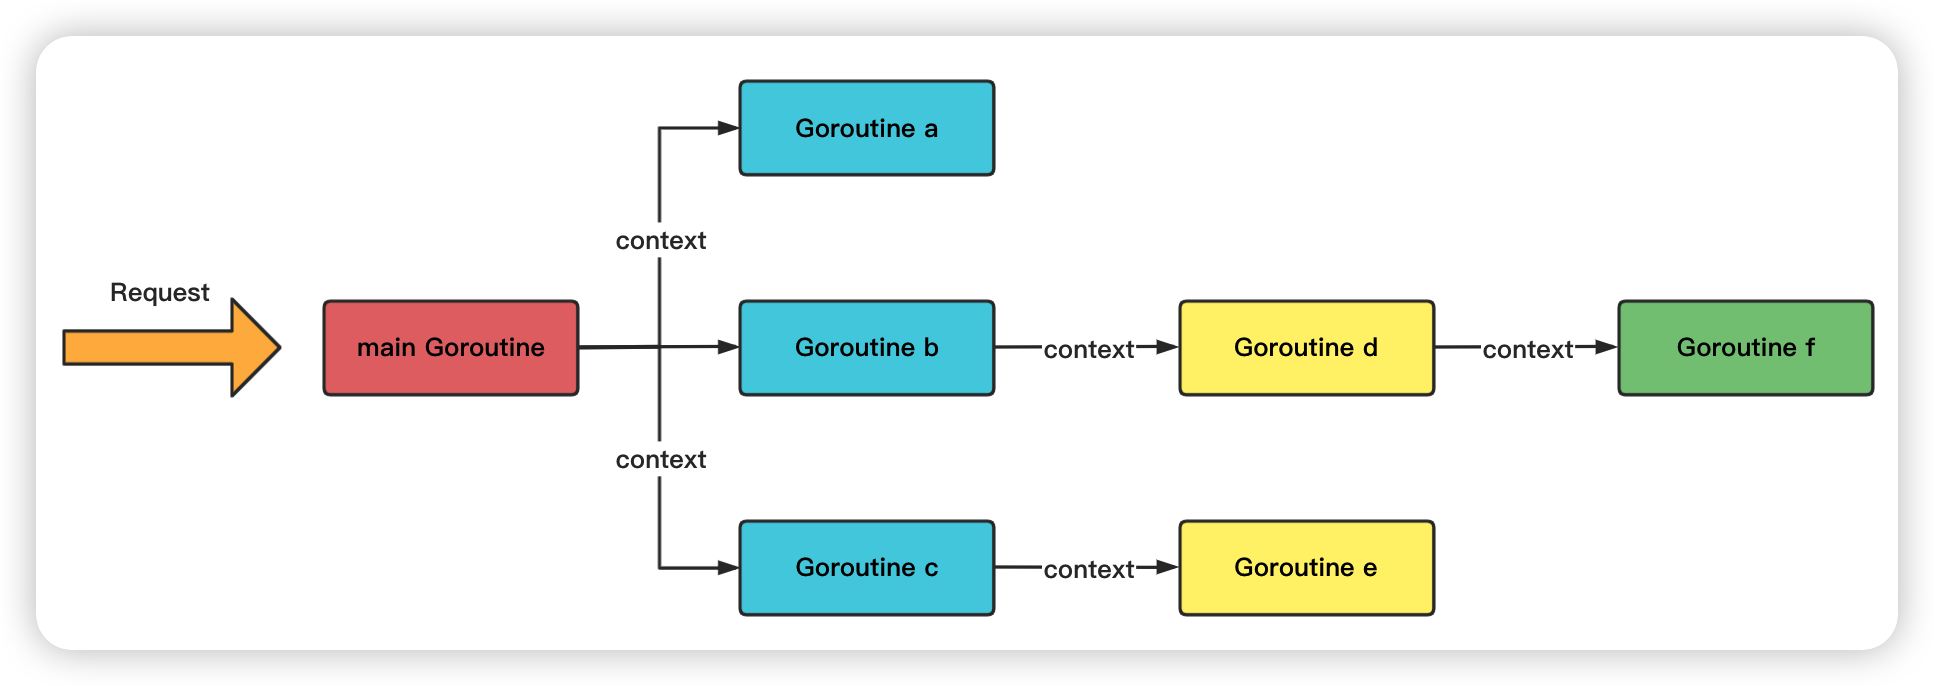 Goroutine a
context
Request
main Goroutine
Goroutine b
context
Goroutine d
context
Goroutine f
context
Goroutine c
context
Goroutine e